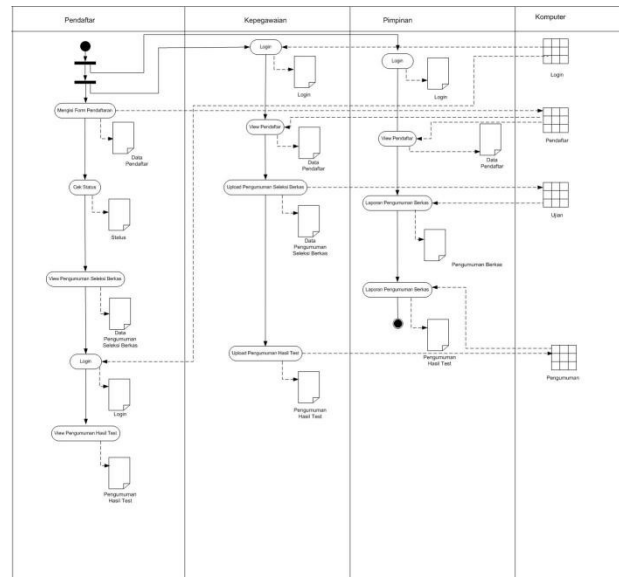 Pendaftar
Kepegawaian
Pimpinan
Komputer
Login
Login
Login
Login
Login
Mengisi Form Pendaftaran
Data
Pendaftar
View Pendaftar
Data
Pendaftar
View Pendaftar
Data
Pendaftar
Pendaftar
Cek Status
Status
Upload Pengumuman Seleksi Berkas
Data
Pengumuman
Seleksi Berkas
Laporan Pengumuman Berkas
Pengumuman Berkas
Ujian
View Pengumuman Seleksi Berkas
Data
Pengumuman
Seleksi Berkas
Laporan Pengumuman Berkas
Pengumuman
Hasil Test
Login
Login
Upload Pengumuman Hasil Test
Pengumuman
Hasil Test
Pengumuman
View Pengumuman Hasil Test
Pengumuman
Hasil Test